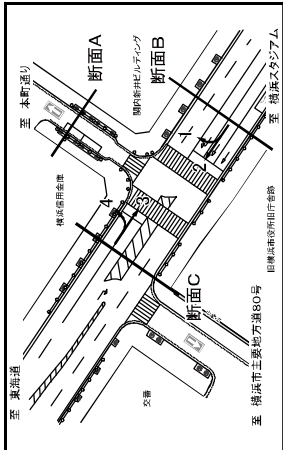 至 本町通り
断面A
関内新井ビルディング
断面B
横浜信用金庫
1
2
3
4
至 東海道
断面C
至 横浜スタジアム
旧横浜市役所旧庁舎跡
交番
至 横浜市主要地方道80号